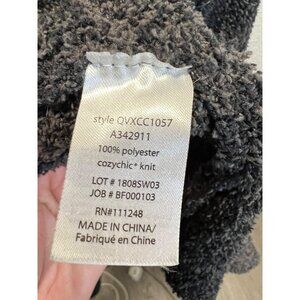 style QVXCC1057
A342911
100% polyester
cozychic* knit
LOT # 1808SW03
JOB # BF000103
RN#111248
MADE IN CHINA/
Fabriqué en Chine